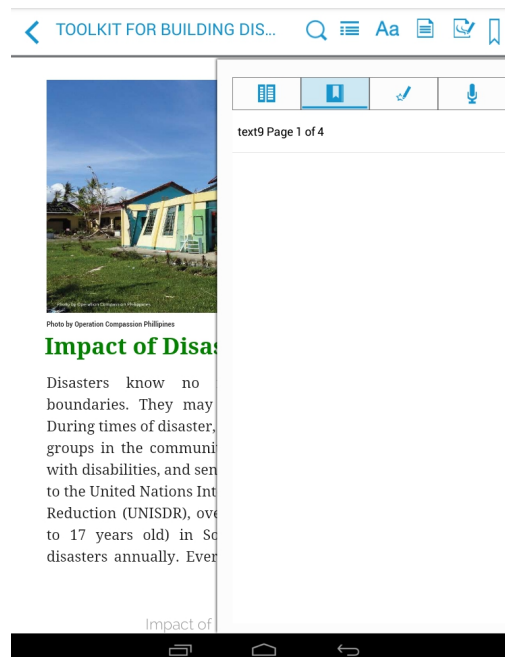 TOOLKIT FOR BUILDING DIS...
Aa
text9 Page 1 of 4
Photo by Operation Compassion Phillipines
Photo by Operation Compassion Phillipines
Impact of Disas
Disasters know no
boundaries. They may
During times of disaster,
groups in the communi
with disabilities, and sen
to the United Nations Int
Reduction (UNISDR), ove
to 17 years old) in So
disasters annually. Ever
Impact of